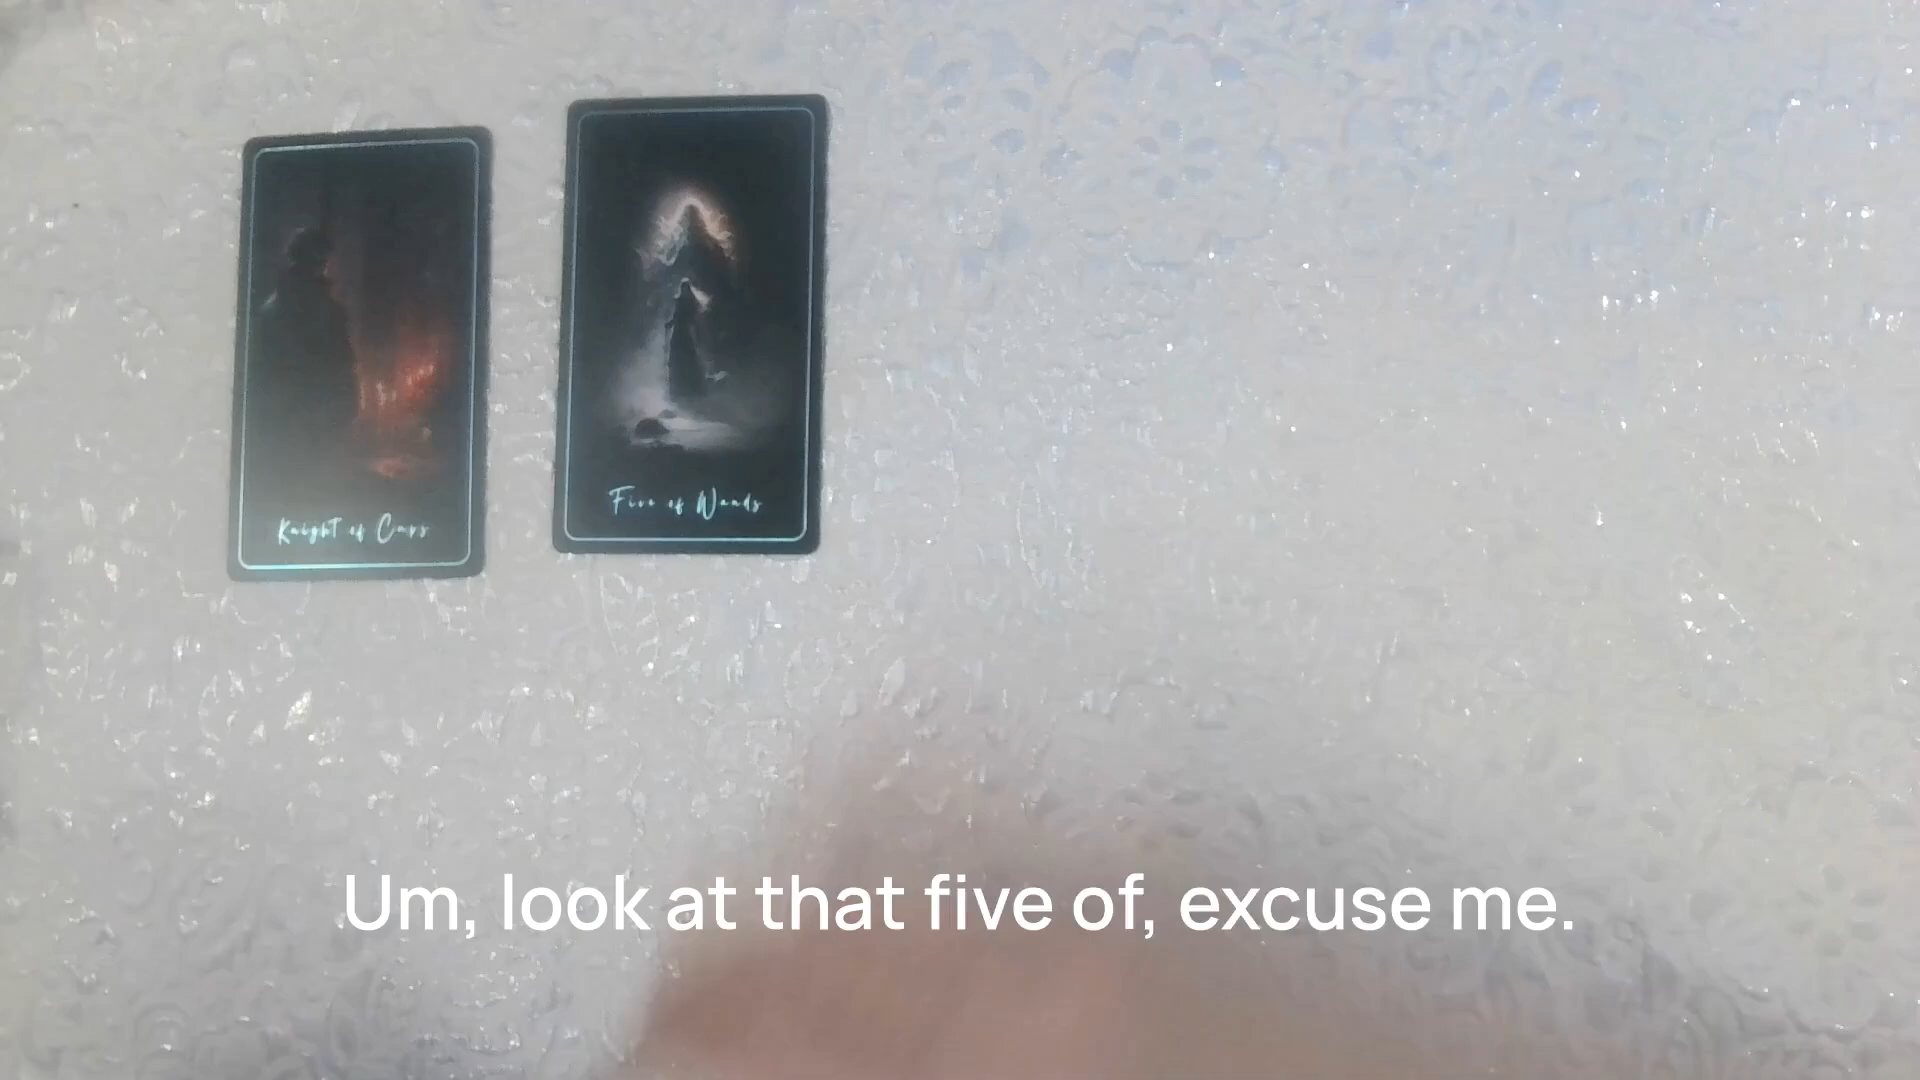 Knight of Cups
Five of Wands
Um, look at that five of, excuse me.